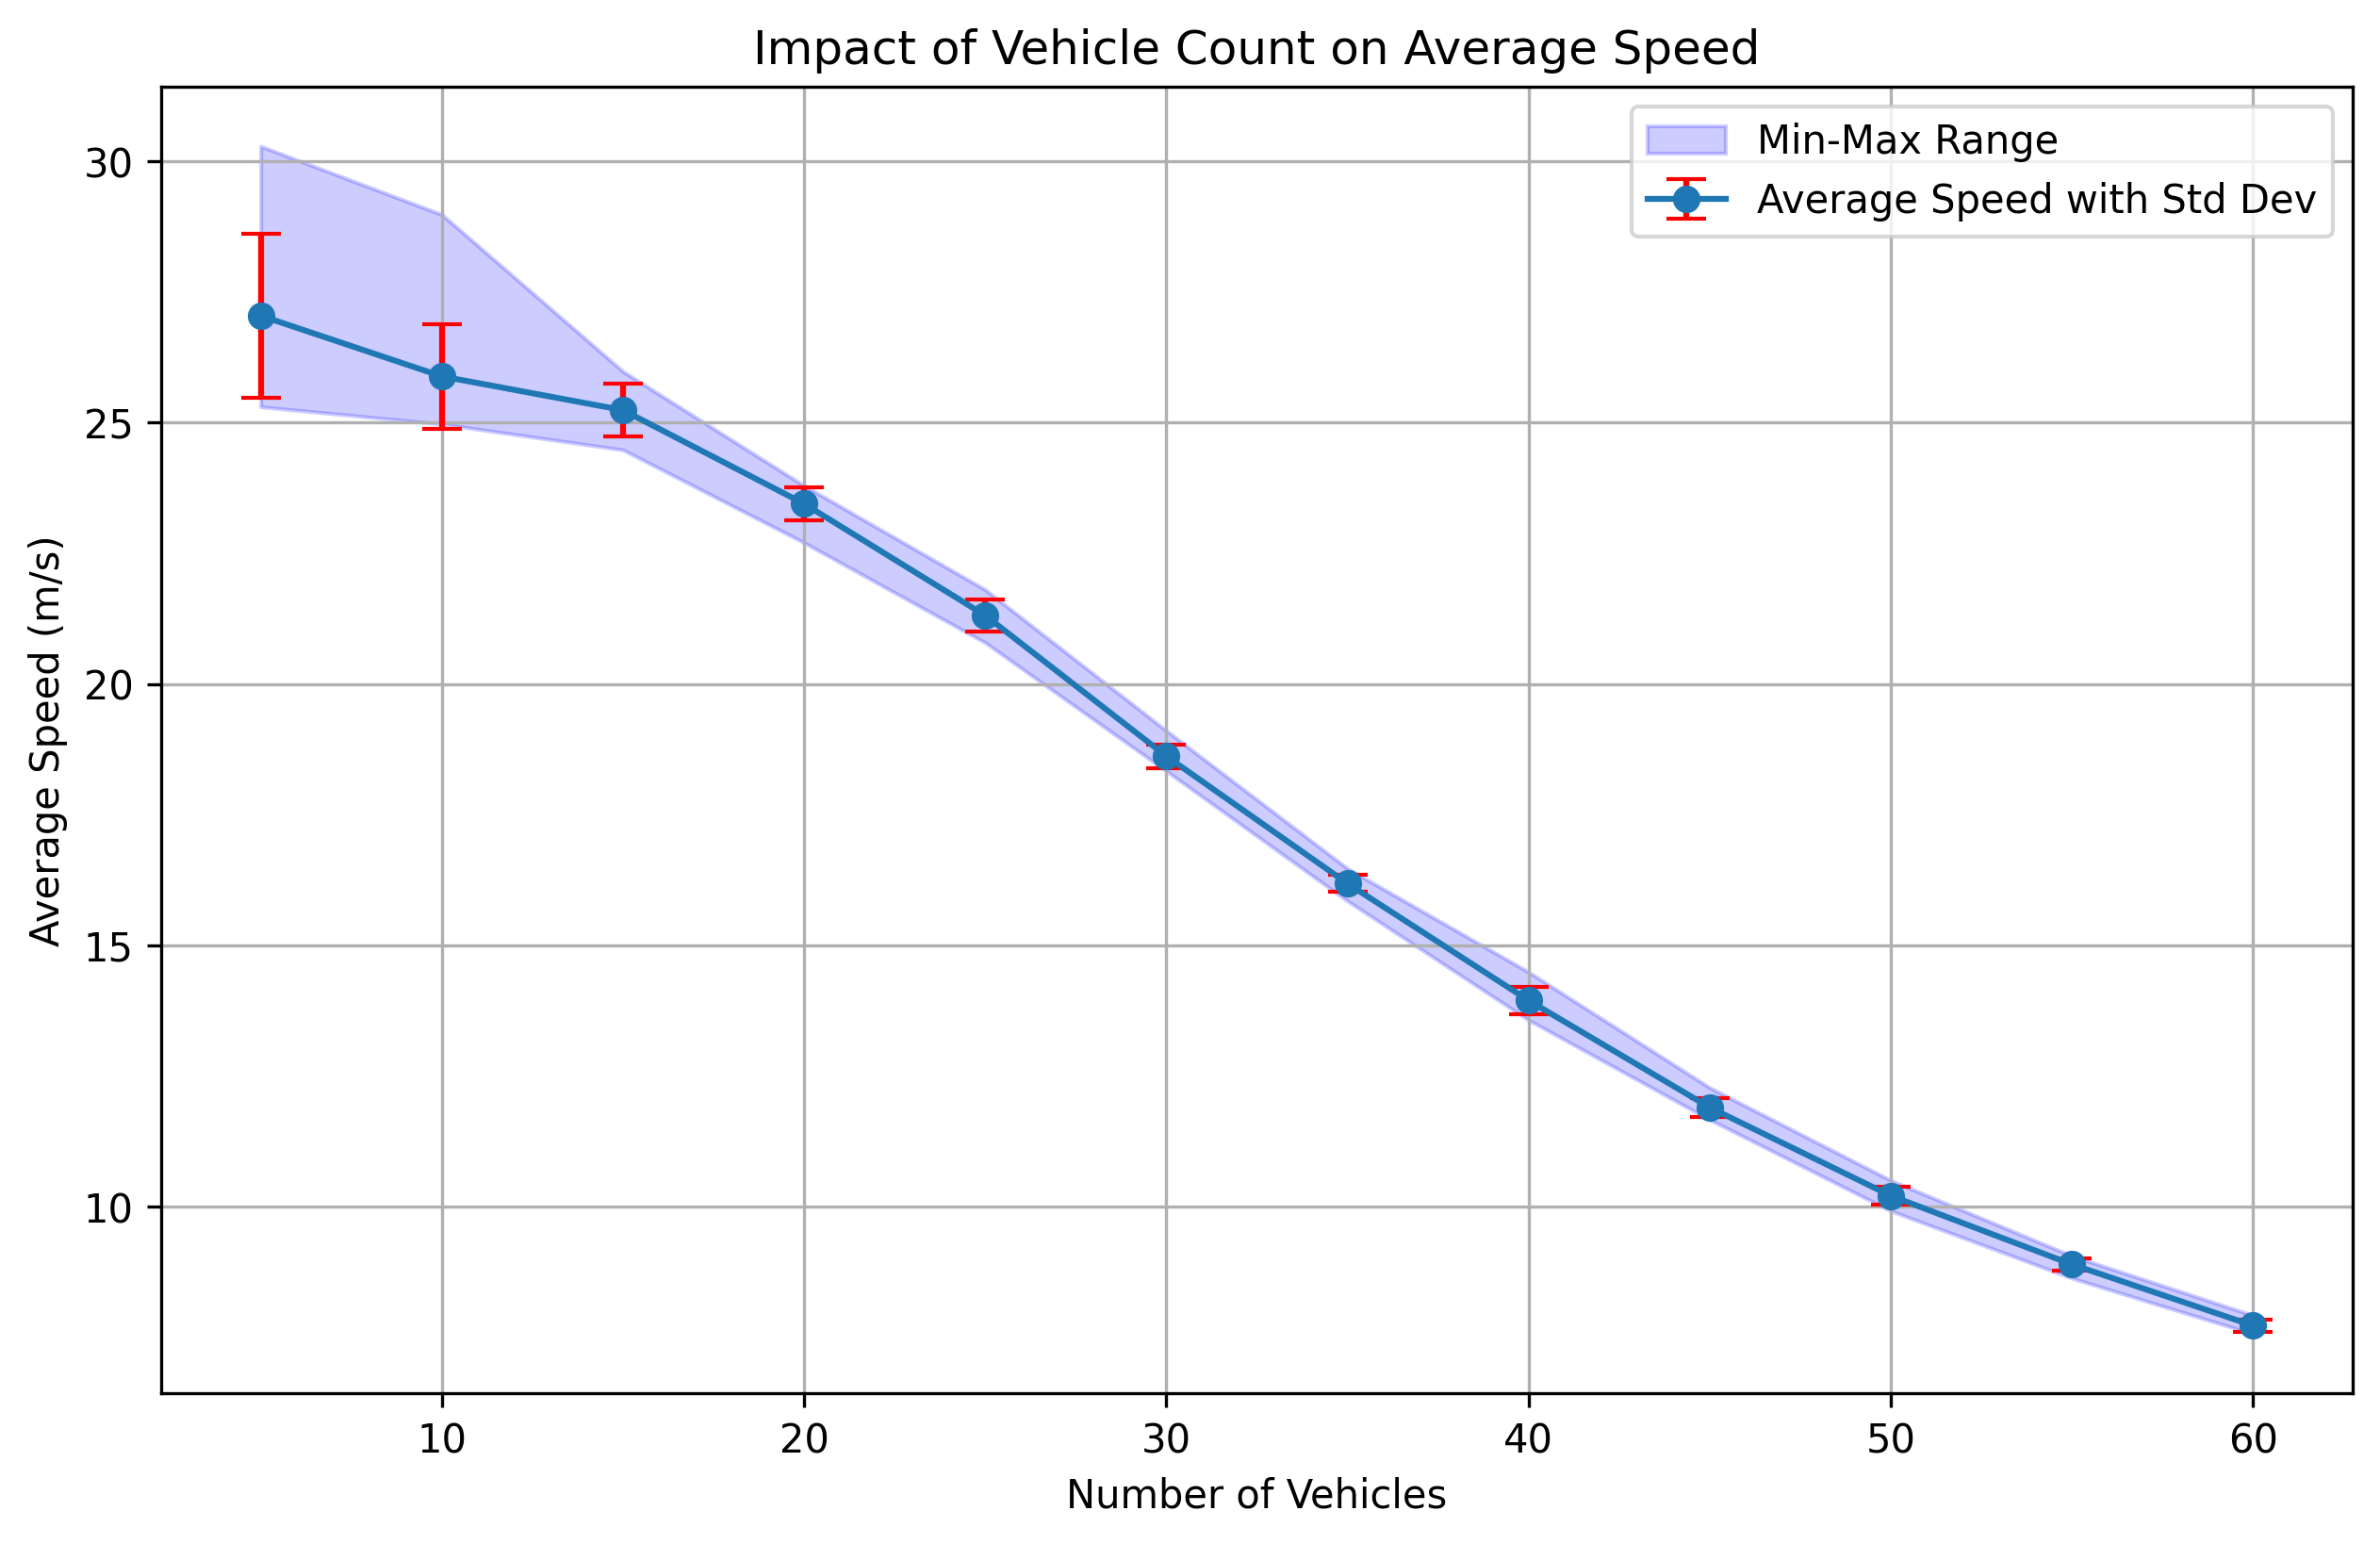 Impact of Vehicle Count on Average Speed
Min-Max Range
Average Speed with Std Dev
Average Speed (m/s)
30
25
20
15
10
10 20 30 40 50 60
Number of Vehicles